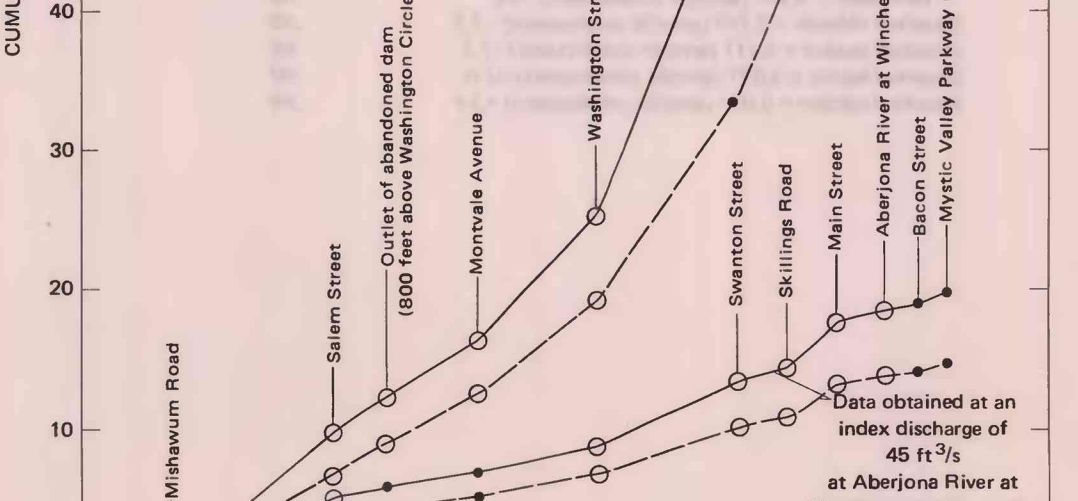 CUMU
40
30
20
10
Mishawum Road
Salem Street
Outlet of abandoned dam
(800 feet above Washington Circle
Montvale Avenue
Washington Str
Swanton Street
Skillings Road
Main Street
Aberjona River at Winche
Bacon Street
Mystic Valley Parkway
Data obtained at an
index discharge of
45 ft³/s
at Aberjona River at